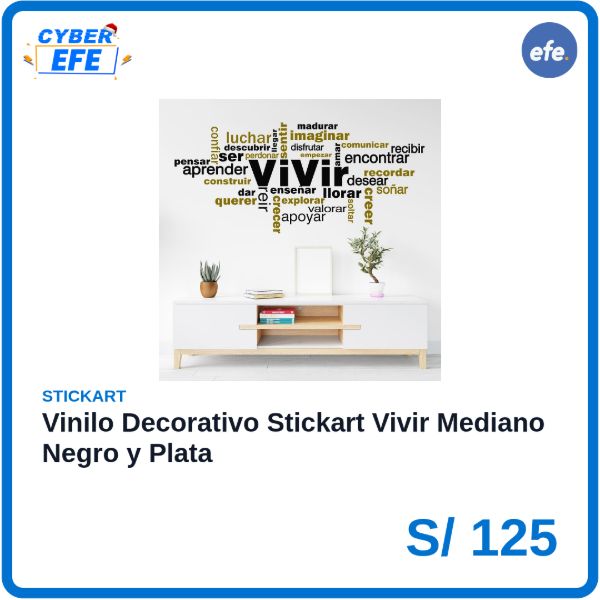 CYBER
EFE
efe.
madurar
luchar
llegar
sentir
imaginar
confiar
descubrir
disfrutar
amar
comunicar
recibir
pensar
ser
perdonar
empezar
encontrar
aprender
vivir
recordar
construir
desear
dar
reir
enseñar
llorar
soñar
querer
crecer
explorar
soltar
creer
valorar
apoyar
STICKART
Vinilo Decorativo Stickart Vivir Mediano
Negro y Plata
S/ 125